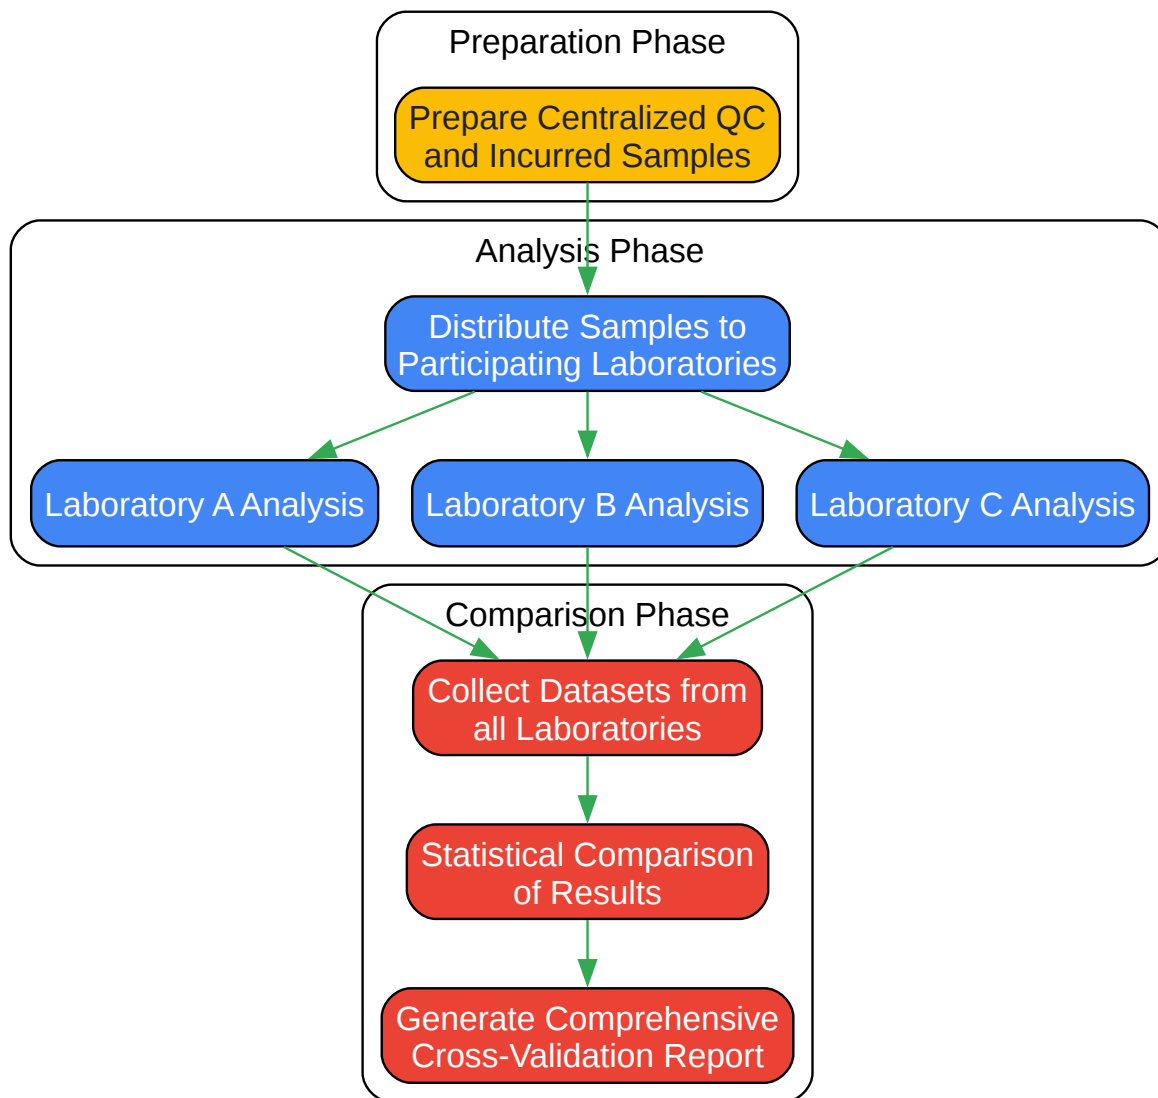 Preparation Phase
Prepare Centralized QC
and Incurred Samples
Analysis Phase
Distribute Samples to
Participating Laboratories
Laboratory A Analysis
Laboratory B Analysis
Laboratory C Analysis
Comparison Phase
Collect Datasets from
all Laboratories
Statistical Comparison
of Results
Generate Comprehensive
Cross-Validation Report